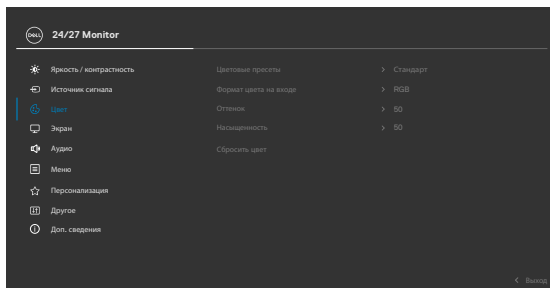 DELL 24/27 Monitor
Яркость / контрастность
Источник сигнала
Цвет
Экран
Аудио
Меню
Персонализация
Другое
Доп. сведения
Цветовые пресеты > Стандарт
Формат цвета на входе > RGB
Оттенок > 50
Насыщенность > 50
Сбросить цвет
< Выход